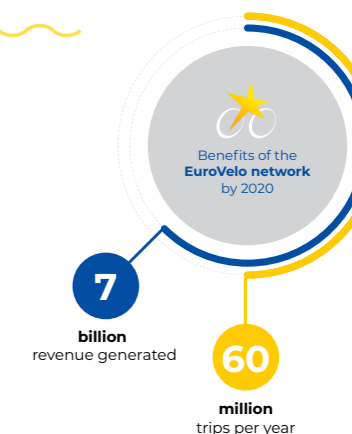 Benefits of the
EuroVelo network
by 2020
7
billion
revenue generated
60
million
trips per year